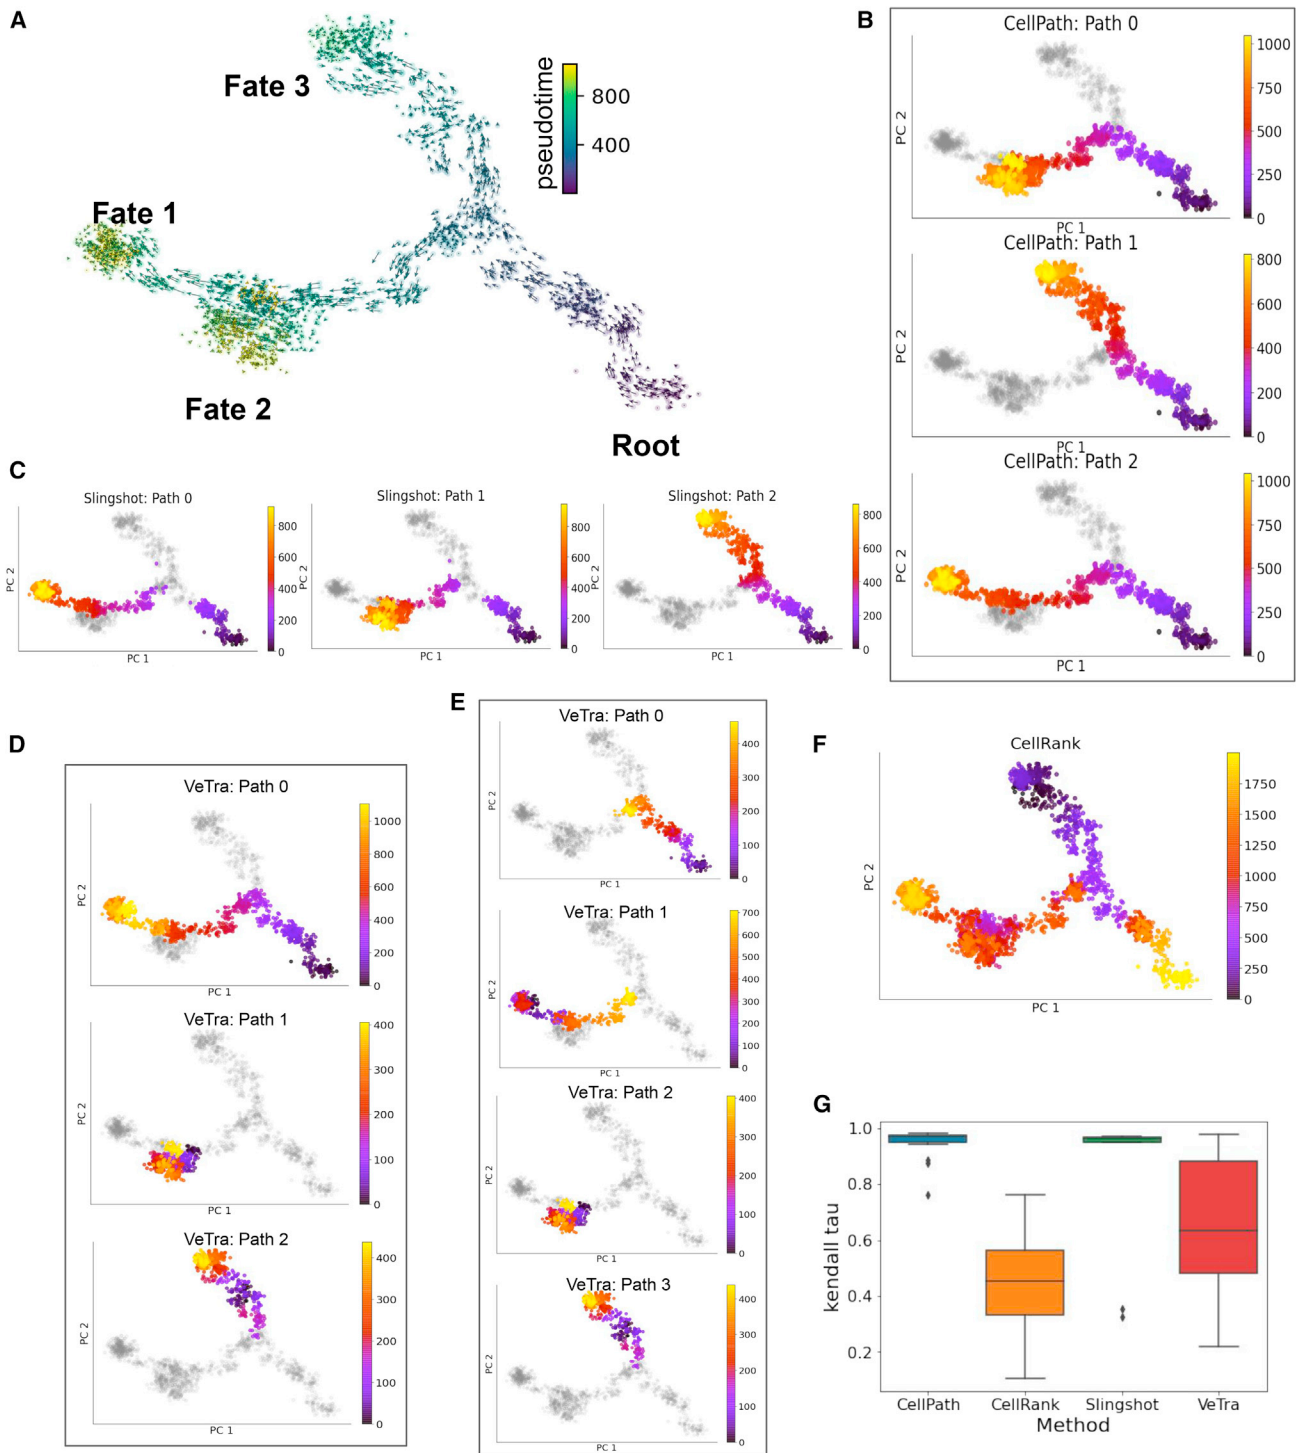 A
Fate 3
pseudotime
800
400
Fate 1
Fate 2
Root
B
CellPath: Path 0
PC 2
1000
750
500
250
0
PC 1
CellPath: Path 1
PC 2
800
600
400
200
0
PC 1
CellPath: Path 2
PC 2
1000
750
500
250
0
PC 1
C
Slingshot: Path 0
PC 2
800
600
400
200
0
PC 1
Slingshot: Path 1
PC 2
800
600
400
200
0
PC 1
Slingshot: Path 2
PC 2
800
600
400
200
0
PC 1
D
VeTra: Path 0
PC 2
1000
800
600
400
200
0
PC 1
VeTra: Path 1
PC 2
400
300
200
100
0
PC 1
VeTra: Path 2
PC 2
400
300
200
100
0
PC 1
E
VeTra: Path 0
PC 2
400
300
200
100
0
PC 1
VeTra: Path 1
PC 2
700
600
500
400
300
200
100
0
PC 1
VeTra: Path 2
PC 2
400
300
200
100
0
PC 1
VeTra: Path 3
PC 2
400
300
200
100
0
PC 1
F
CellRank
PC 2
1750
1500
1250
1000
750
500
250
0
PC 1
G
kendall tau
1.0
0.8
0.6
0.4
0.2
CellPath
CellRank
Slingshot
VeTra
Method